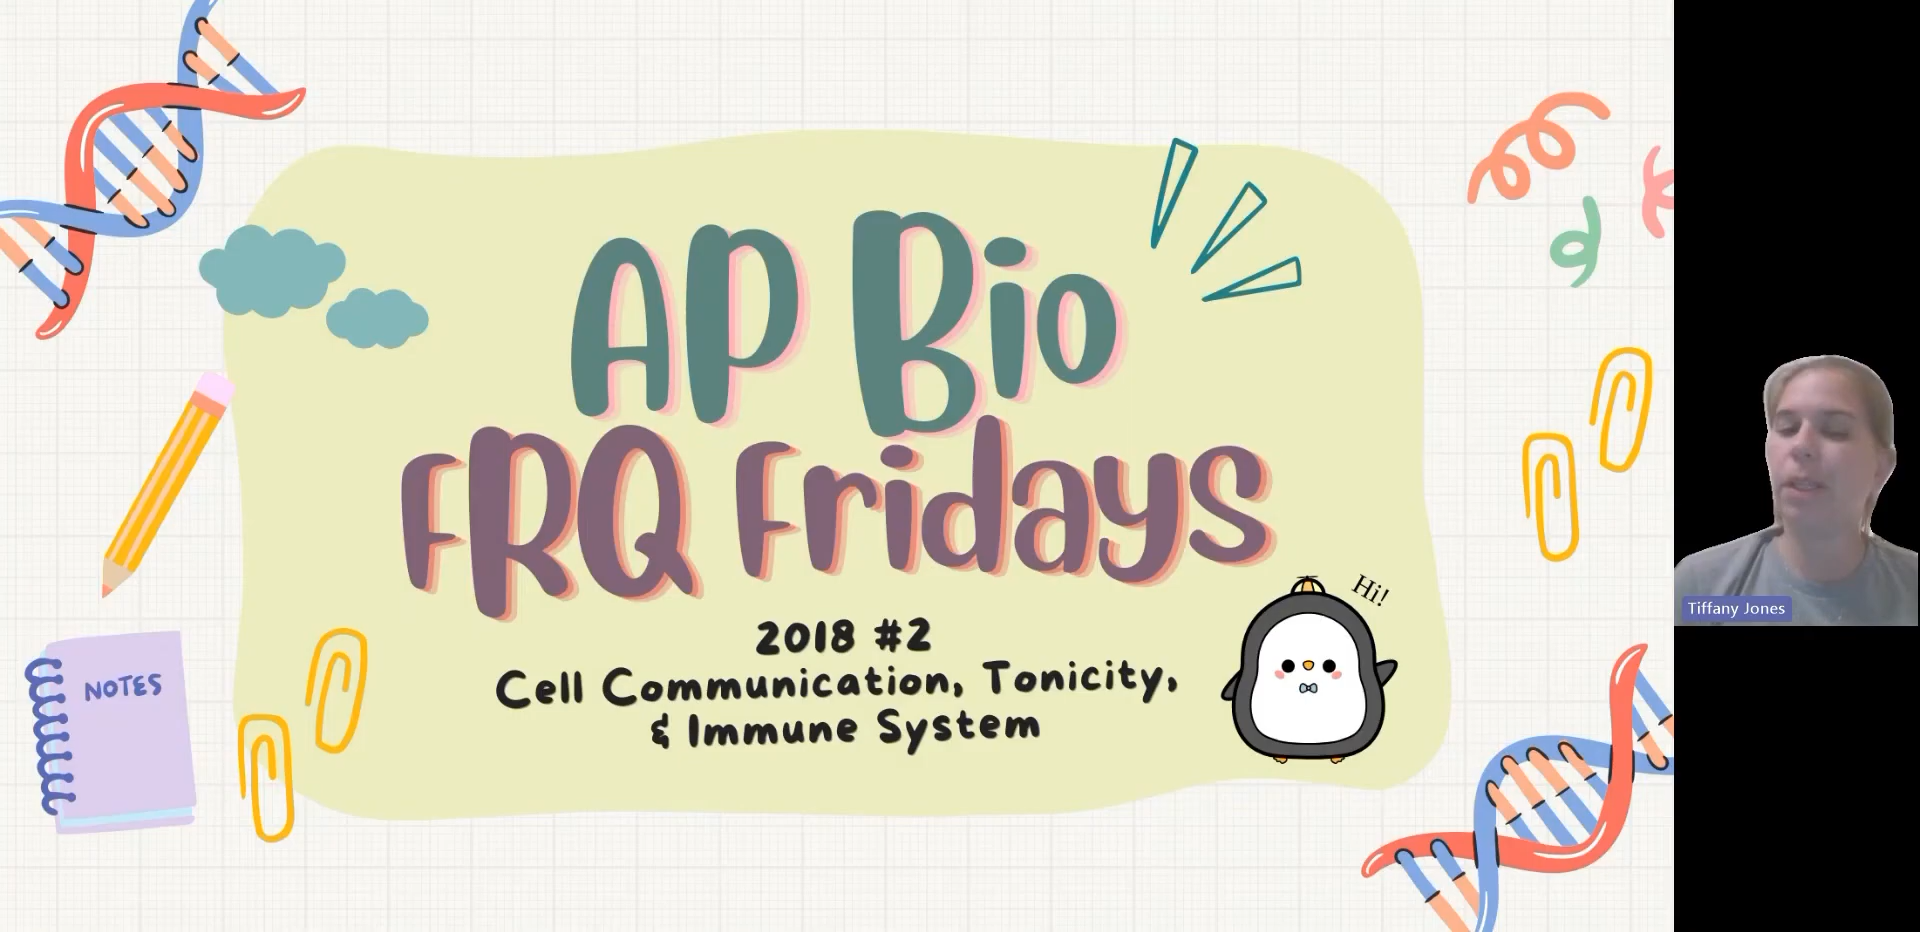 AP Bio
FRQ Fridays
2018 #2
Cell Communication, Tonicity,
& Immune System
Hi!
NOTES
Tiffany Jones